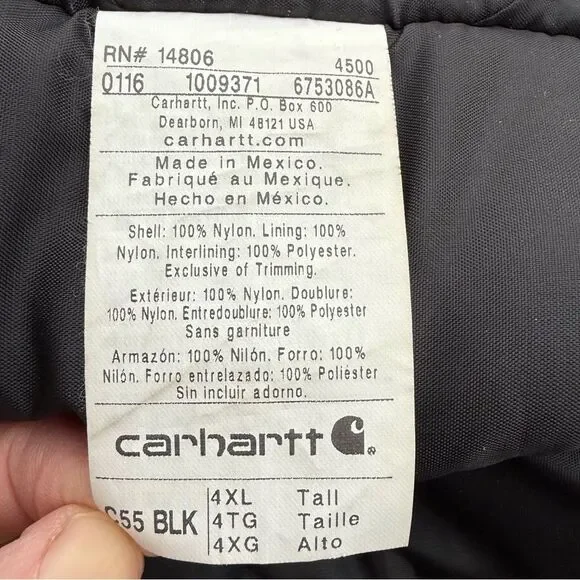 RN# 14806 4500
0116 1009371 6753086A
Carhartt, Inc. P.O. Box 600
Dearborn, MI 48121 USA
carhartt.com
Made in Mexico.
Fabriqué au Mexique.
Hecho en México.
Shell: 100% Nylon. Lining: 100%
Nylon. Interlining: 100% Polyester.
Exclusive of Trimming.
Extérieur: 100% Nylon. Doublure:
100% Nylon. Entredoublure: 100% Polyester
Sans garniture
Armazón: 100% Nilón. Forro: 100%
Nilón. Forro entrelazado: 100% Poliéster
Sin incluir adorno.
carhartt
BLK
4XL Tall
4TG Taille
4XG Alto